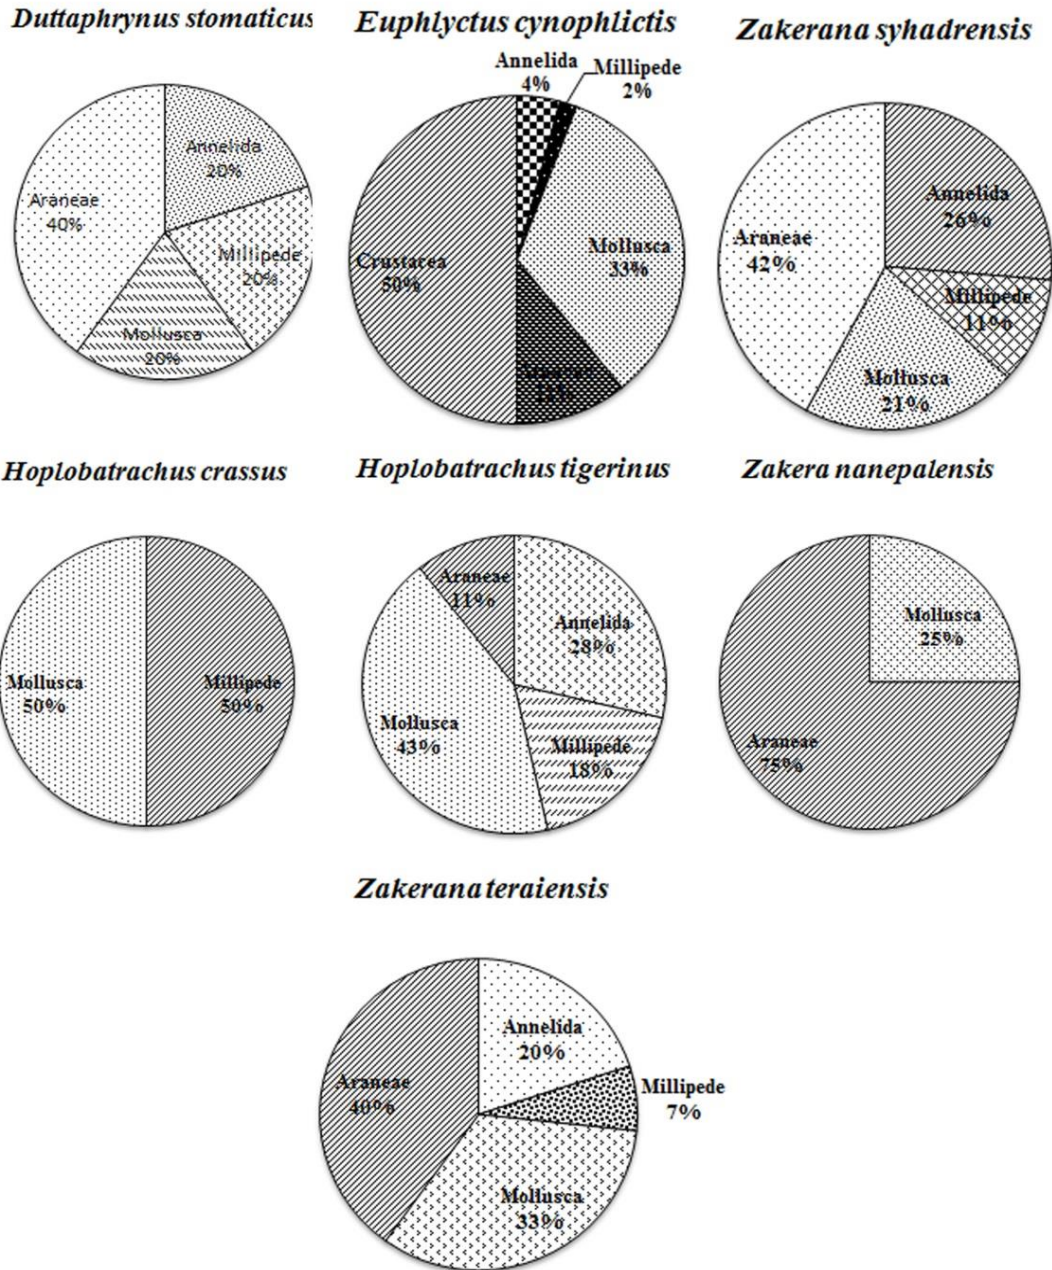 Duttaphrynus stomaticus
Annelida
20%
Araneae
40%
Millipede
20%
Mollusca
20%
Euphlyctus cynophlictis
Annelida
4%
Millipede
2%
Mollusca
33%
Crustacea
50%
Zakerana syhadrensis
Annelida
26%
Araneae
42%
Millipede
11%
Mollusca
21%
Hoplobatrachus crassus
Mollusca
50%
Millipede
50%
Hoplobatrachus tigerinus
Araneae
11%
Annelida
28%
Mollusca
43%
Millipede
18%
Zakera nanepalensis
Mollusca
25%
Araneae
75%
Zakerana teraiensis
Annelida
20%
Araneae
40%
Millipede
7%
Mollusca
33%